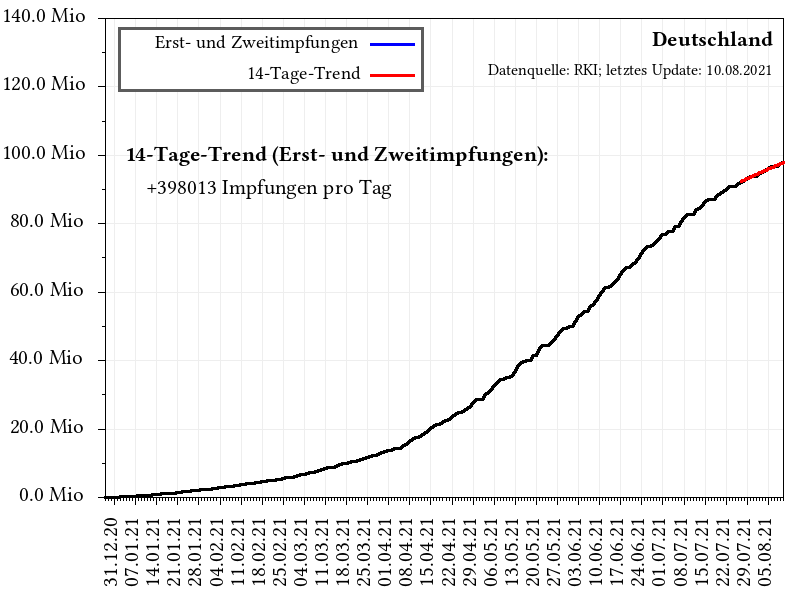 140.0 Mio
120.0 Mio
100.0 Mio
80.0 Mio
60.0 Mio
40.0 Mio
20.0 Mio
0.0 Mio
Erst- und Zweitimpfungen
14-Tage-Trend
Deutschland
Datenquelle: RKI; letztes Update: 10.08.2021
14-Tage-Trend (Erst- und Zweitimpfungen):
+398013 Impfungen pro Tag
31.12.20
07.01.21
14.01.21
21.01.21
28.01.21
04.02.21
11.02.21
18.02.21
25.02.21
04.03.21
11.03.21
18.03.21
25.03.21
01.04.21
08.04.21
15.04.21
22.04.21
29.04.21
06.05.21
13.05.21
20.05.21
27.05.21
03.06.21
10.06.21
17.06.21
24.06.21
01.07.21
08.07.21
15.07.21
22.07.21
29.07.21
05.08.21